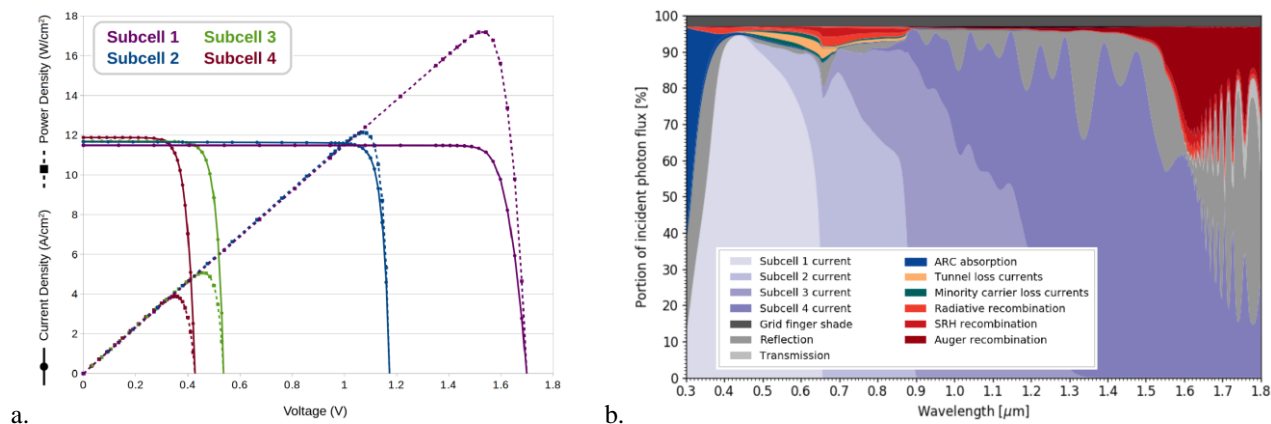 18
16
14
12
10
8
6
4
2
0
Subcell 1 Subcell 3
Subcell 2 Subcell 4
Current Density (A/cm²)
Power Density (W/cm²)
0 0.2 0.4 0.6 0.8 1 1.2 1.4 1.6 1.8
Voltage (V)
a.
100
90
80
70
60
50
40
30
20
10
0
Portion of incident photon flux [%]
Subcell 1 current
Subcell 2 current
Subcell 3 current
Subcell 4 current
Grid finger shade
Reflection
Transmission
ARC absorption
Tunnel loss currents
Minority carrier loss currents
Radiative recombination
SRH recombination
Auger recombination
0.3 0.4 0.5 0.6 0.7 0.8 0.9 1.0 1.1 1.2 1.3 1.4 1.5 1.6 1.7 1.8
Wavelength [μm]
b.